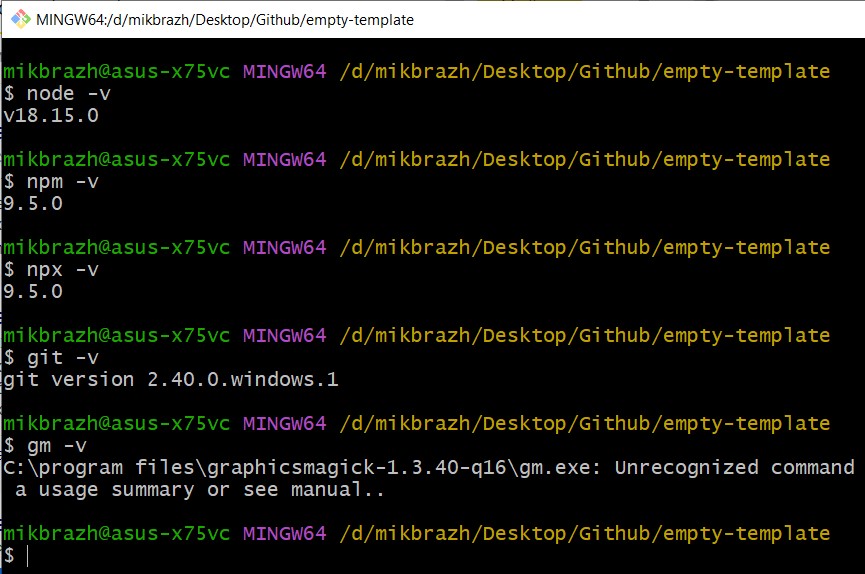 MINGW64:/d/mikbrazh/Desktop/Github/empty-template
mikbrazh@asus-x75vc MINGW64 /d/mikbrazh/Desktop/Github/empty-template
$ node -v
v18.15.0
mikbrazh@asus-x75vc MINGW64 /d/mikbrazh/Desktop/Github/empty-template
$ npm -v
9.5.0
mikbrazh@asus-x75vc MINGW64 /d/mikbrazh/Desktop/Github/empty-template
$ npx -v
9.5.0
mikbrazh@asus-x75vc MINGW64 /d/mikbrazh/Desktop/Github/empty-template
$ git -v
git version 2.40.0.windows.1
mikbrazh@asus-x75vc MINGW64 /d/mikbrazh/Desktop/Github/empty-template
$ gm -v
C:\program files\graphicsmagick-1.3.40-q16\gm.exe: Unrecognized command
a usage summary or see manual..
mikbrazh@asus-x75vc MINGW64 /d/mikbrazh/Desktop/Github/empty-template
$